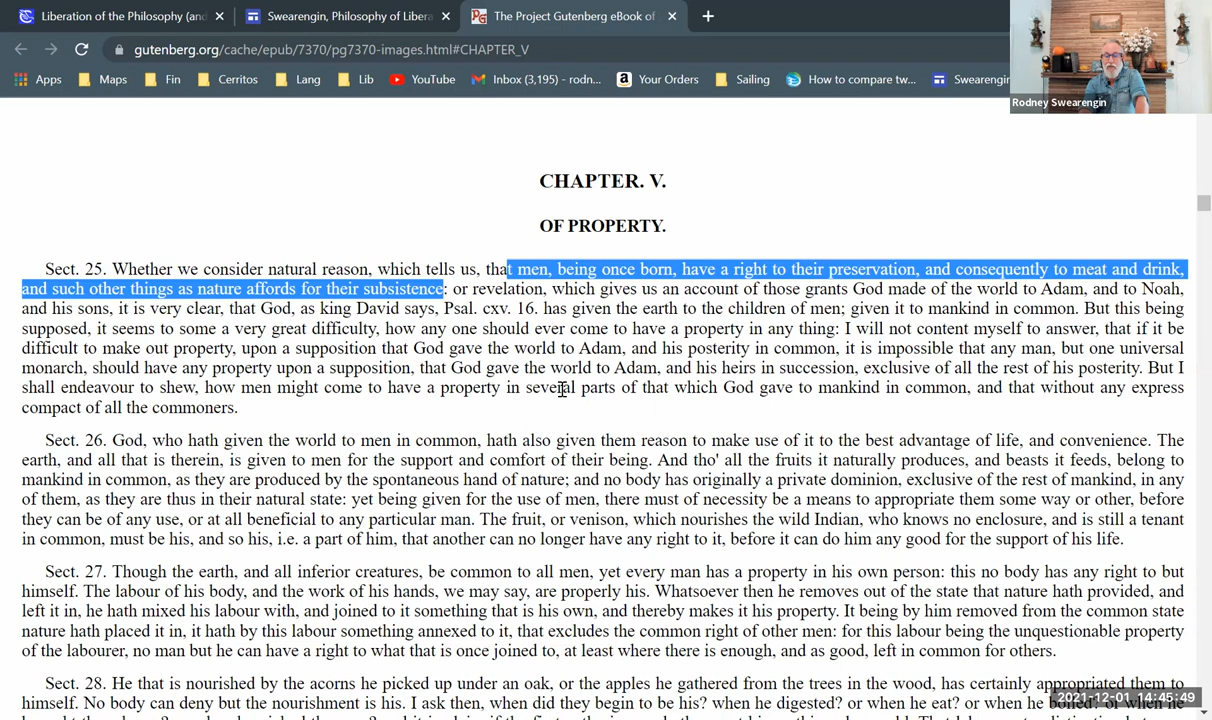 Liberation of the Philosophy (and
Swearengin, Philosophy of Libera
The Project Gutenberg eBook of
gutenberg.org/cache/epub/7370/pg7370-images.html#CHAPTER_V
Apps Maps Fin Cerritos Lang Lib YouTube Inbox (3,195) - rodn... Your Orders Sailing How to compare tw... Swearengin
Rodney Swearengin
CHAPTER. V.
OF PROPERTY.
Sect. 25. Whether we consider natural reason, which tells us, that men, being once born, have a right to their preservation, and consequently to meat and drink,
and such other things as nature affords for their subsistence: or revelation, which gives us an account of those grants God made of the world to Adam, and to Noah,
and his sons, it is very clear, that God, as king David says, Psal. cxv. 16. has given the earth to the children of men; given it to mankind in common. But this being
supposed, it seems to some a very great difficulty, how any one should ever come to have a property in any thing: I will not content myself to answer, that if it be
difficult to make out property, upon a supposition that God gave the world to Adam, and his posterity in common, it is impossible that any man, but one universal
monarch, should have any property upon a supposition, that God gave the world to Adam, and his heirs in succession, exclusive of all the rest of his posterity. But I
shall endeavour to shew, how men might come to have a property in several parts of that which God gave to mankind in common, and that without any express
compact of all the commoners.
Sect. 26. God, who hath given the world to men in common, hath also given them reason to make use of it to the best advantage of life, and convenience. The
earth, and all that is therein, is given to men for the support and comfort of their being. And tho' all the fruits it naturally produces, and beasts it feeds, belong to
mankind in common, as they are produced by the spontaneous hand of nature; and no body has originally a private dominion, exclusive of the rest of mankind, in any
of them, as they are thus in their natural state: yet being given for the use of men, there must of necessity be a means to appropriate them some way or other, before
they can be of any use, or at all beneficial to any particular man. The fruit, or venison, which nourishes the wild Indian, who knows no enclosure, and is still a tenant
in common, must be his, and so his, i.e. a part of him, that another can no longer have any right to it, before it can do him any good for the support of his life.
Sect. 27. Though the earth, and all inferior creatures, be common to all men, yet every man has a property in his own person: this no body has any right to but
himself. The labour of his body, and the work of his hands, we may say, are properly his. Whatsoever then he removes out of the state that nature hath provided, and
left it in, he hath mixed his labour with, and joined to it something that is his own, and thereby makes it his property. It being by him removed from the common state
nature hath placed it in, it hath by this labour something annexed to it, that excludes the common right of other men: for this labour being the unquestionable property
of the labourer, no man but he can have a right to what that is once joined to, at least where there is enough, and as good, left in common for others.
Sect. 28. He that is nourished by the acorns he picked up under an oak, or the apples he gathered from the trees in the wood, has certainly appropriated them to
himself. No body can deny but the nourishment is his. I ask then, when did they begin to be his? when he digested? or when he eat? or when he boiled? or when he
2021-12-01 14:45:49